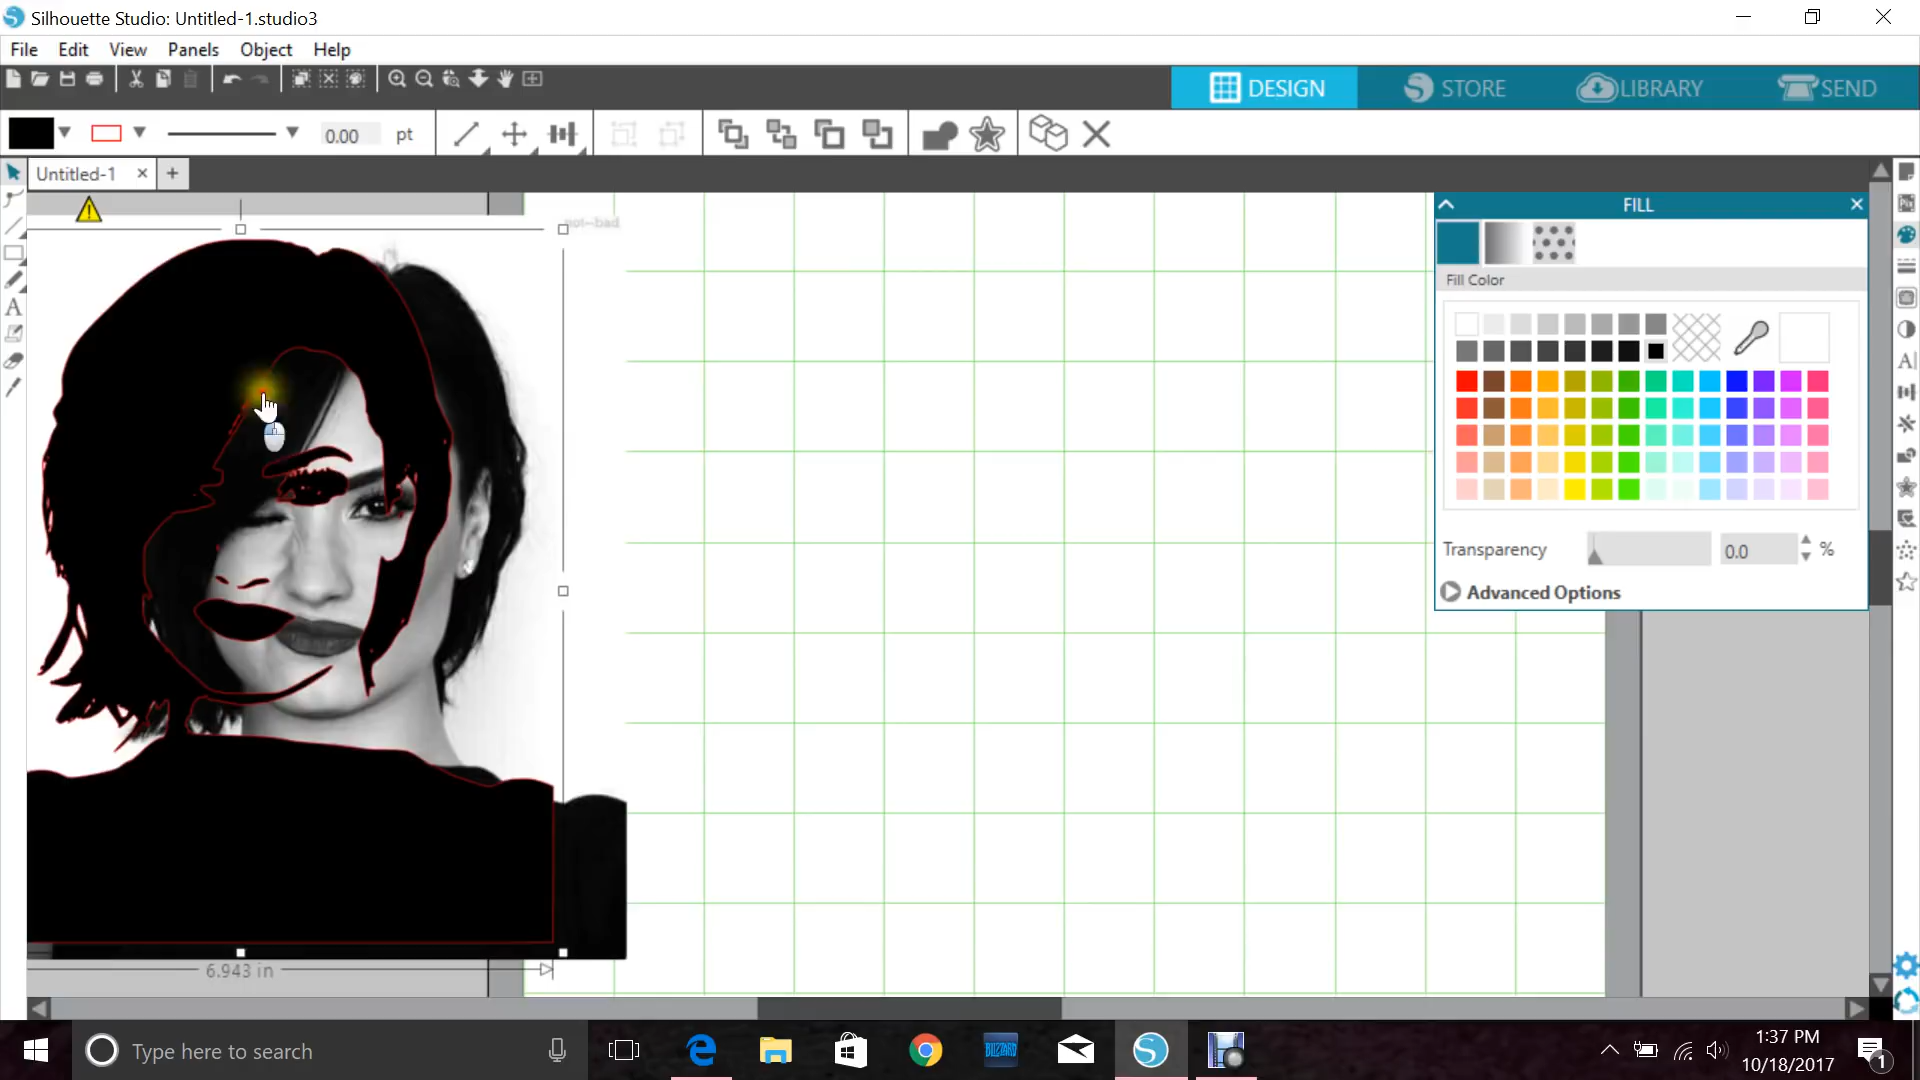 Silhouette Studio: Untitled-1.studio3
File Edit View Panels Object Help
DESIGN STORE LIBRARY SEND
0.00 pt
Untitled-1
FILL
Fill Color
Transparency 0.0 %
Advanced Options
6.943 in
Type here to search
BLIZZARD
1:37 PM
10/18/2017
1